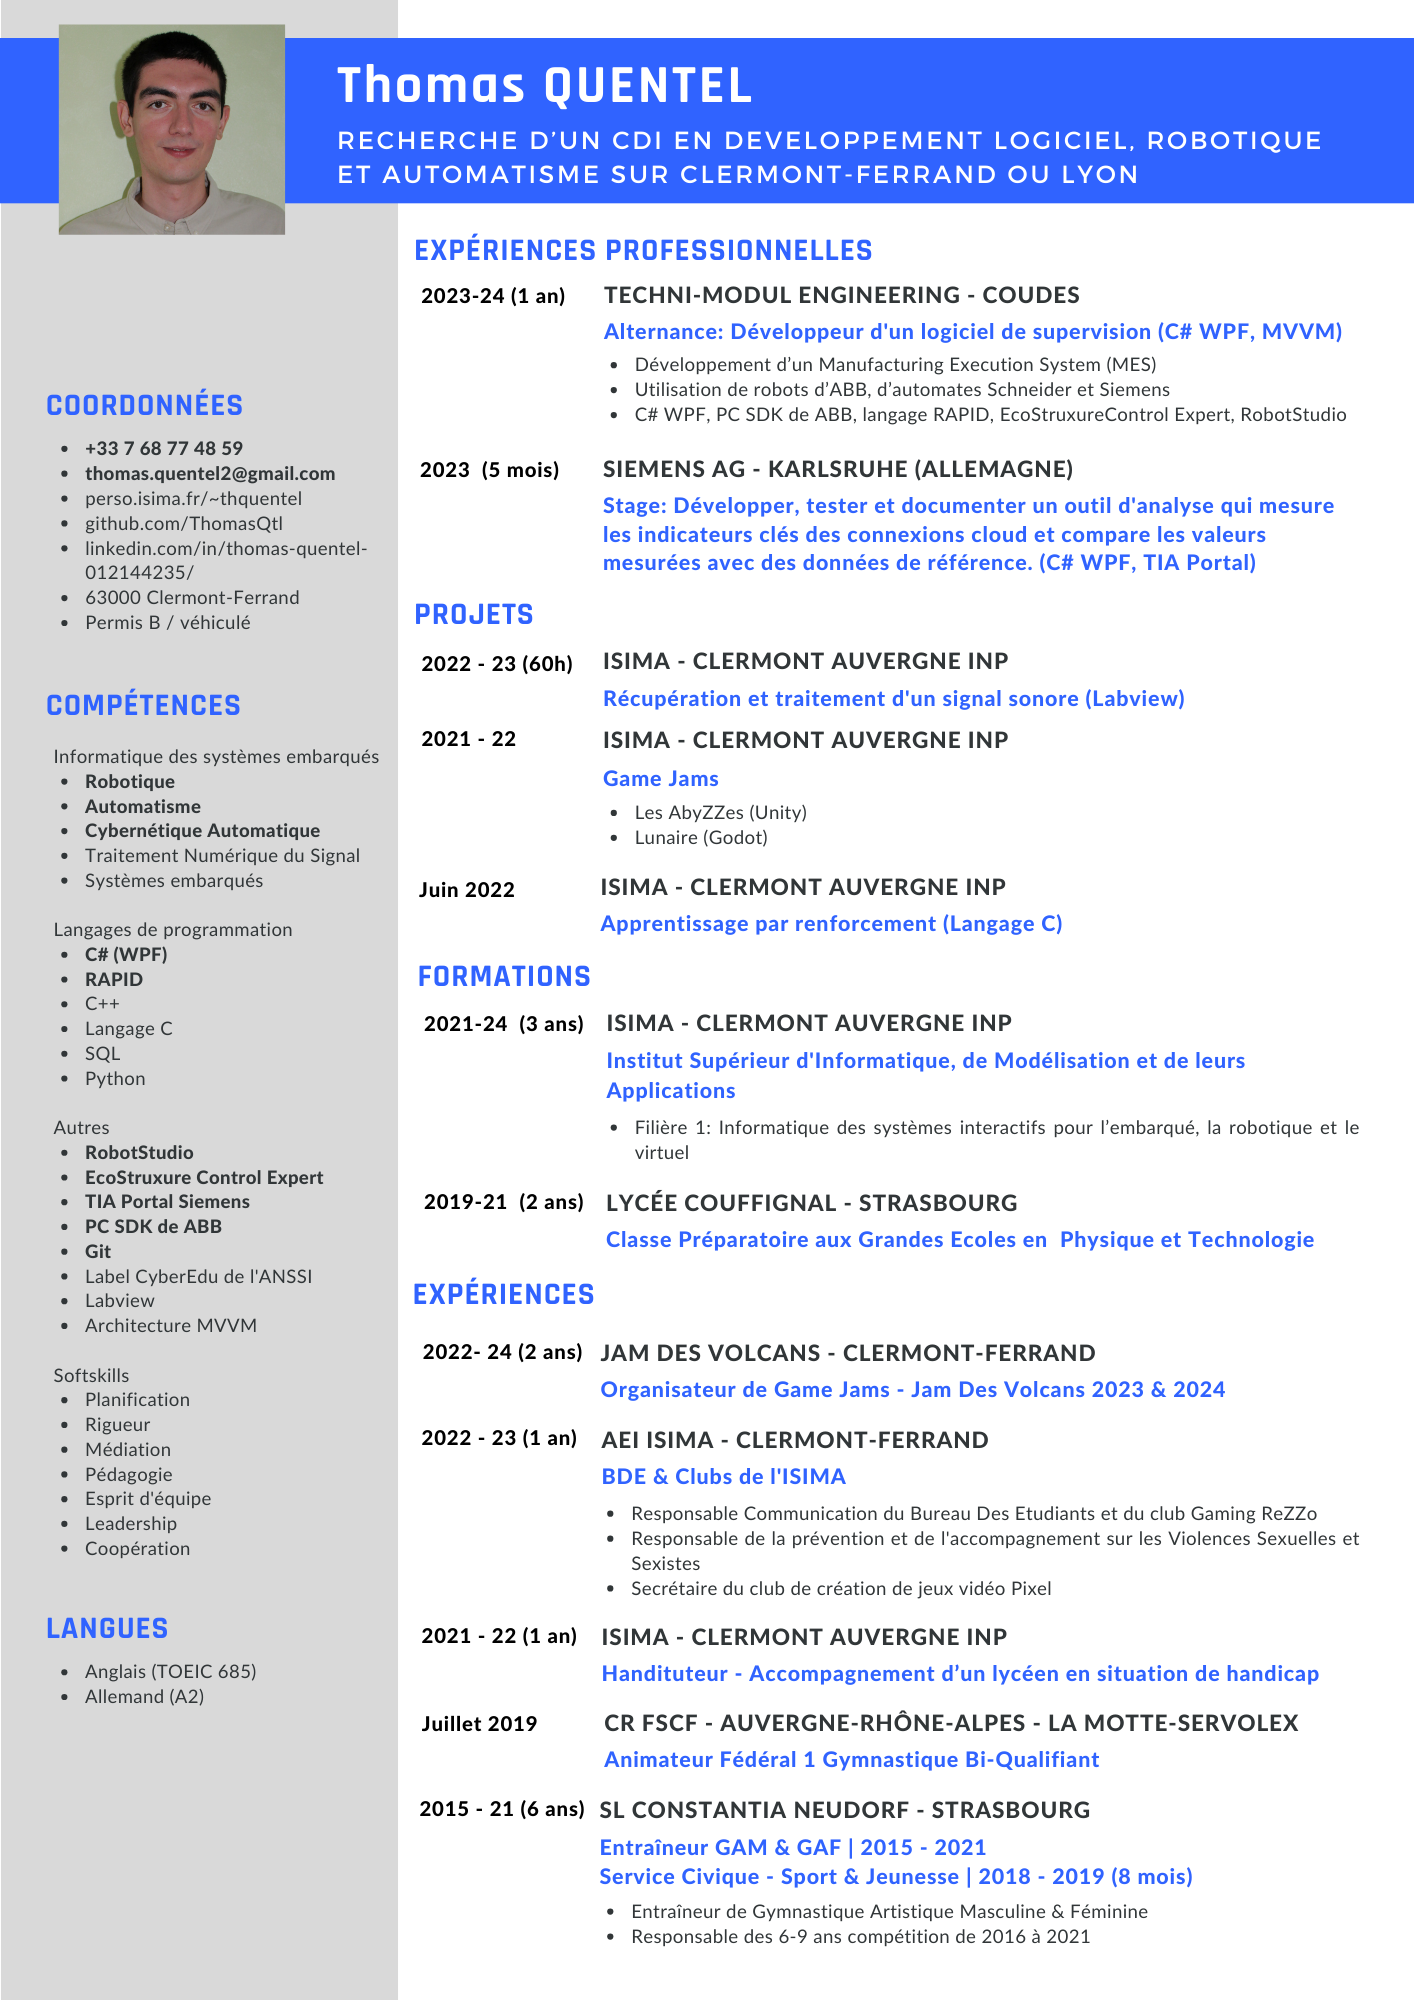 Thomas QUENTEL
RECHERCHE D’UN CDI EN DEVELOPPEMENT LOGICIEL, ROBOTIQUE
ET AUTOMATISME SUR CLERMONT-FERRAND OU LYON
COORDONNÉES
• +33 7 68 77 48 59
• thomas.quentel2@gmail.com
• perso.isima.fr/~thquentel
• github.com/ThomasQtl
• linkedin.com/in/thomas-quentel-
012144235/
• 63000 Clermont-Ferrand
• Permis B / véhiculé
COMPÉTENCES
Informatique des systèmes embarqués
• Robotique
• Automatisme
• Cybernétique Automatique
• Traitement Numérique du Signal
• Systèmes embarqués
Langages de programmation
• C# (WPF)
• RAPID
• C++
• Langage C
• SQL
• Python
Autres
• RobotStudio
• EcoStruxure Control Expert
• TIA Portal Siemens
• PC SDK de ABB
• Git
• Label CyberEdu de l'ANSSI
• Labview
• Architecture MVVM
Softskills
• Planification
• Rigueur
• Médiation
• Pédagogie
• Esprit d'équipe
• Leadership
• Coopération
LANGUES
• Anglais (TOEIC 685)
• Allemand (A2)
EXPÉRIENCES PROFESSIONNELLES
2023-24 (1 an) TECHNI-MODUL ENGINEERING - COUDES
Alternance: Développeur d'un logiciel de supervision (C# WPF, MVVM)
• Développement d’un Manufacturing Execution System (MES)
• Utilisation de robots d’ABB, d’automates Schneider et Siemens
• C# WPF, PC SDK de ABB, langage RAPID, EcoStruxureControl Expert, RobotStudio
2023 (5 mois) SIEMENS AG - KARLSRUHE (ALLEMAGNE)
Stage: Développer, tester et documenter un outil d'analyse qui mesure
les indicateurs clés des connexions cloud et compare les valeurs
mesurées avec des données de référence. (C# WPF, TIA Portal)
PROJETS
2022 - 23 (60h) ISIMA - CLERMONT AUVERGNE INP
Récupération et traitement d'un signal sonore (Labview)
2021 - 22 ISIMA - CLERMONT AUVERGNE INP
Game Jams
• Les AbyZZes (Unity)
• Lunaire (Godot)
Juin 2022 ISIMA - CLERMONT AUVERGNE INP
Apprentissage par renforcement (Langage C)
FORMATIONS
2021-24 (3 ans) ISIMA - CLERMONT AUVERGNE INP
Institut Supérieur d'Informatique, de Modélisation et de leurs
Applications
• Filière 1: Informatique des systèmes interactifs pour l’embarqué, la robotique et le
virtuel
2019-21 (2 ans) LYCÉE COUFFIGNAL - STRASBOURG
Classe Préparatoire aux Grandes Ecoles en Physique et Technologie
EXPÉRIENCES
2022- 24 (2 ans) JAM DES VOLCANS - CLERMONT-FERRAND
Organisateur de Game Jams - Jam Des Volcans 2023 & 2024
2022 - 23 (1 an) AEI ISIMA - CLERMONT-FERRAND
BDE & Clubs de l'ISIMA
• Responsable Communication du Bureau Des Etudiants et du club Gaming ReZZo
• Responsable de la prévention et de l'accompagnement sur les Violences Sexuelles et
Sexistes
• Secrétaire du club de création de jeux vidéo Pixel
2021 - 22 (1 an) ISIMA - CLERMONT AUVERGNE INP
Handituteur - Accompagnement d’un lycéen en situation de handicap
Juillet 2019 CR FSCF - AUVERGNE-RHÔNE-ALPES - LA MOTTE-SERVOLEX
Animateur Fédéral 1 Gymnastique Bi-Qualifiant
2015 - 21 (6 ans) SL CONSTANTIA NEUDORF - STRASBOURG
Entraîneur GAM & GAF | 2015 - 2021
Service Civique - Sport & Jeunesse | 2018 - 2019 (8 mois)
• Entraîneur de Gymnastique Artistique Masculine & Féminine
• Responsable des 6-9 ans compétition de 2016 à 2021